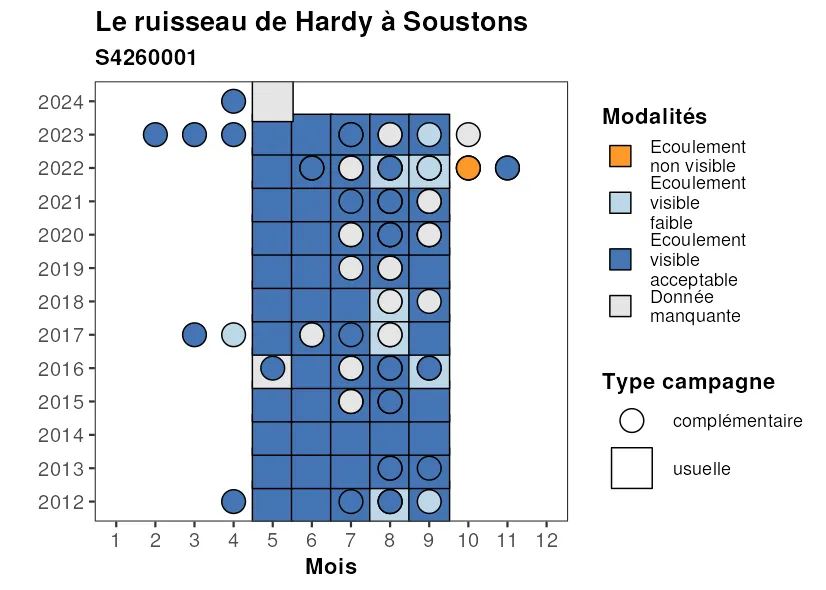 Le ruisseau de Hardy à Soustons
S4260001
2024
2023
2022
2021
2020
2019
2018
2017
2016
2015
2014
2013
2012
1 2 3 4 5 6 7 8 9 10 11 12
Mois
Modalités
Ecoulement
non visible
Ecoulement
visible
faible
Ecoulement
visible
acceptable
Donnée
manquante
Type campagne
complémentaire
usuelle